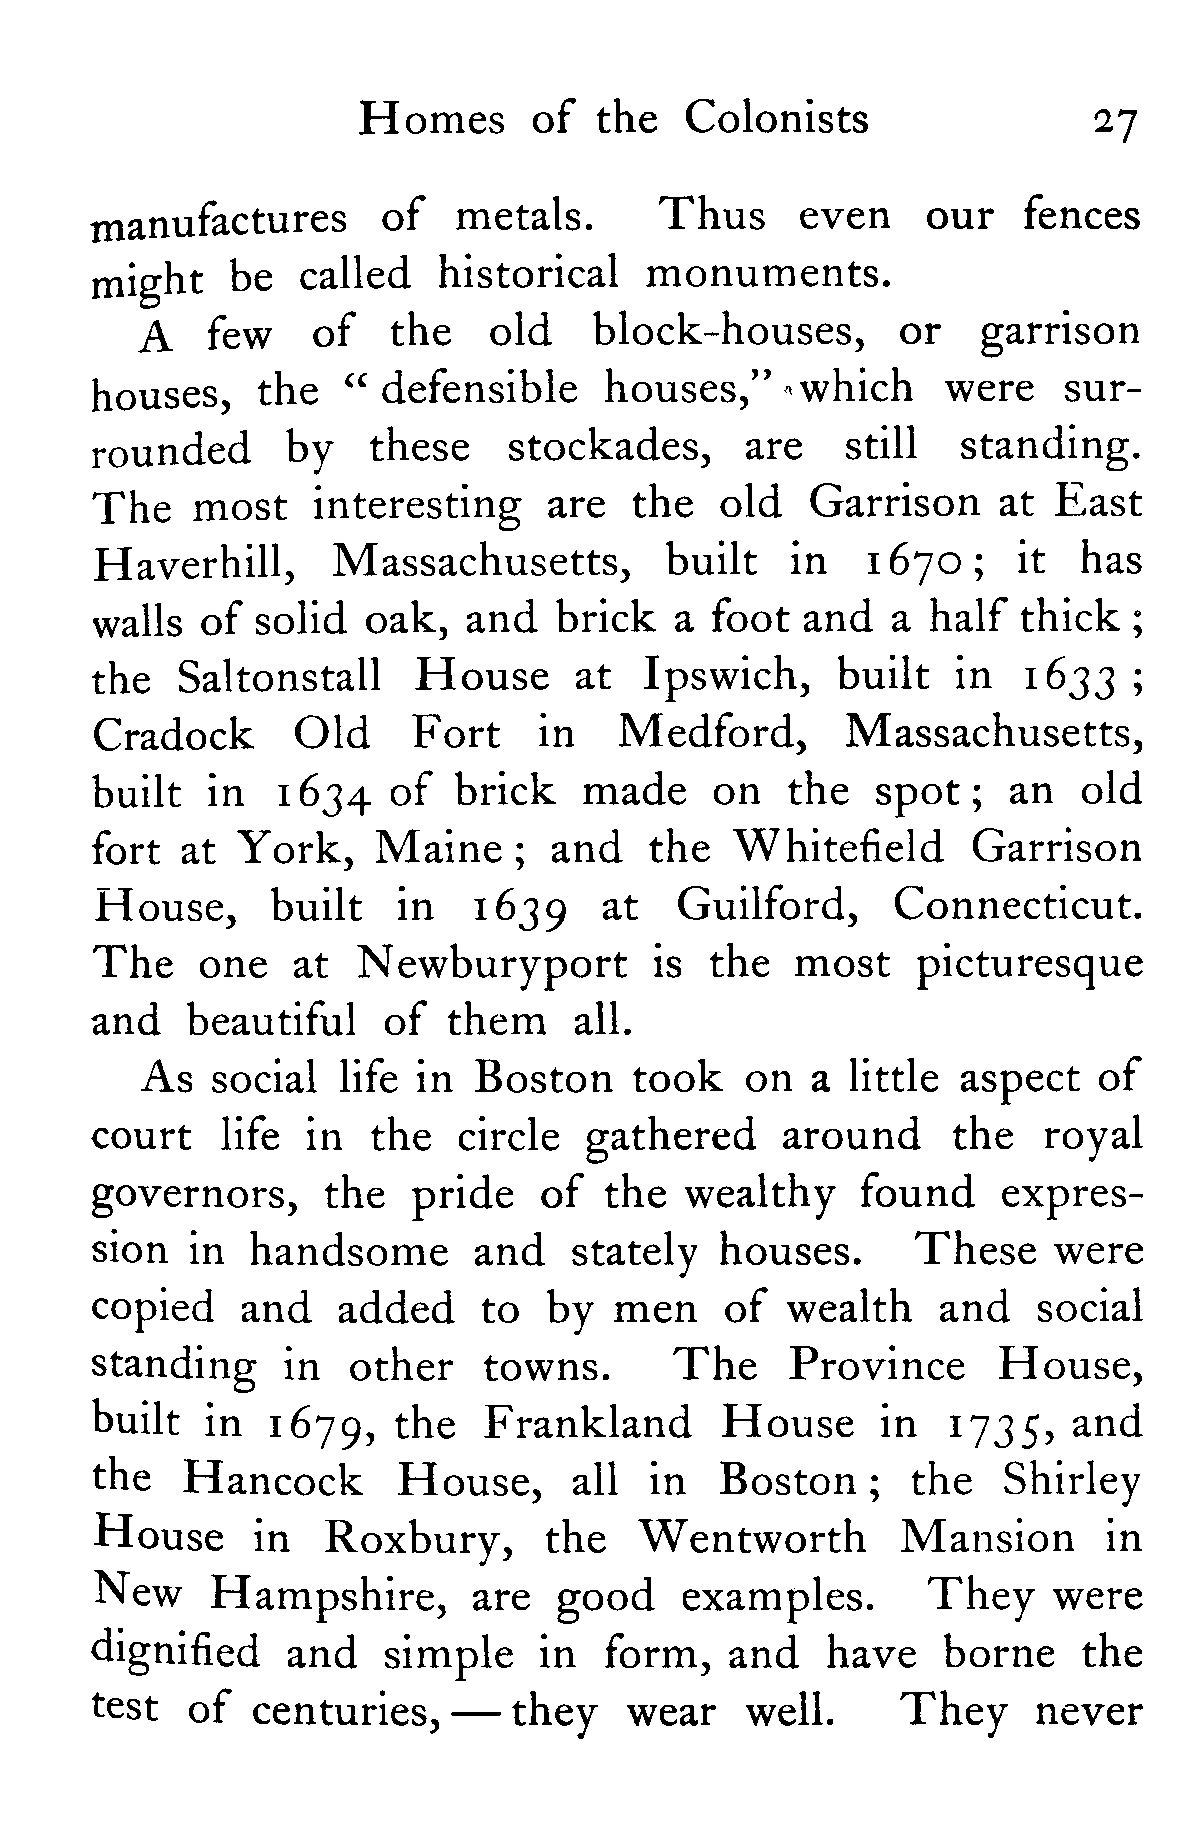 Homes of the Colonists 27
manufactures of metals. Thus even our fences
might be called historical monuments.
A few of the old block-houses, or garrison
houses, the “ defensible houses,” which were sur-
rounded by these stockades, are still standing.
The most interesting are the old Garrison at East
Haverhill, Massachusetts, built in 1670 ; it has
walls of solid oak, and brick a foot and a half thick ;
the Saltonstall House at Ipswich, built in 1633 ;
Cradock Old Fort in Medford, Massachusetts,
built in 1634 of brick made on the spot ; an old
fort at York, Maine ; and the Whitefield Garrison
House, built in 1639 at Guilford, Connecticut.
The one at Newburyport is the most picturesque
and beautiful of them all.
As social life in Boston took on a little aspect of
court life in the circle gathered around the royal
governors, the pride of the wealthy found expres-
sion in handsome and stately houses. These were
copied and added to by men of wealth and social
standing in other towns. The Province House,
built in 1679, the Frankland House in 1735, and
the Hancock House, all in Boston ; the Shirley
House in Roxbury, the Wentworth Mansion in
New Hampshire, are good examples. They were
dignified and simple in form, and have borne the
test of centuries, — they wear well. They never